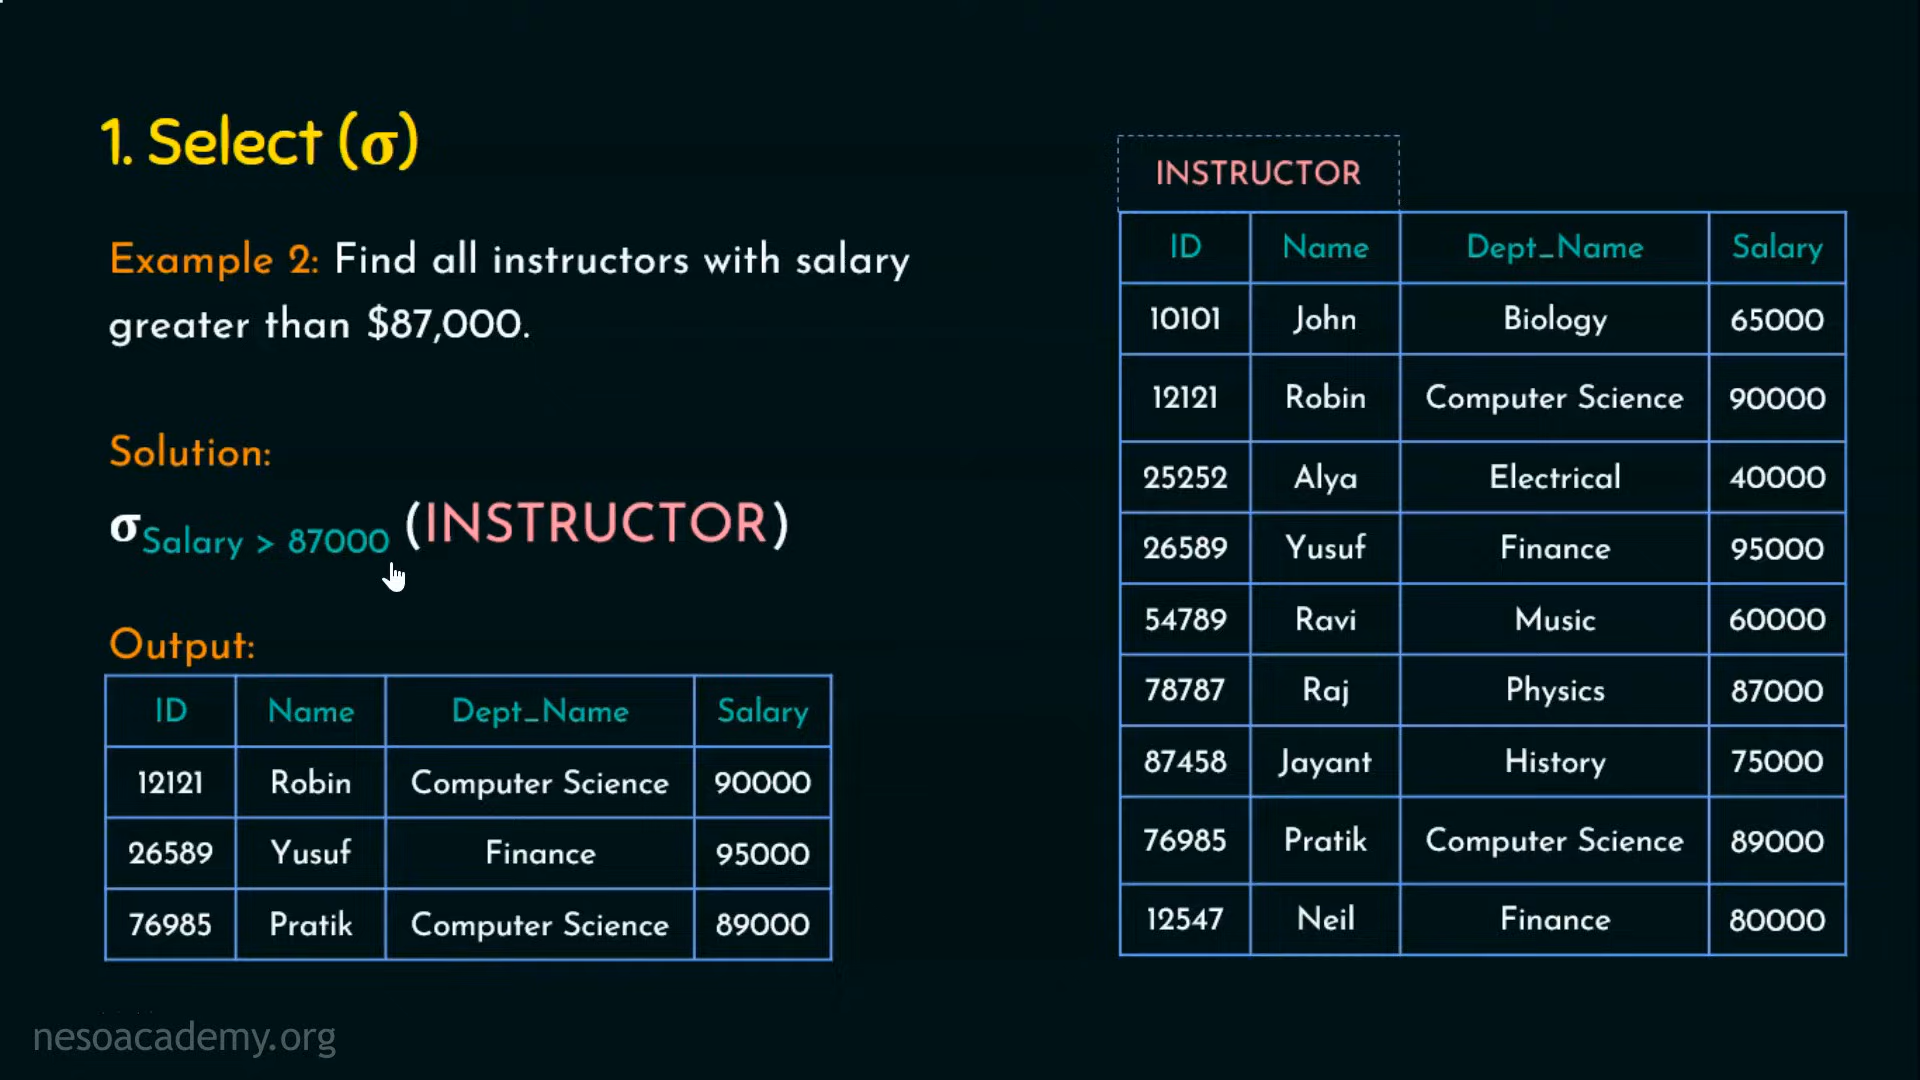 1. Select (σ)
Example 2: Find all instructors with salary
greater than $87,000.
Solution:
σSalary > 87000 (INSTRUCTOR)
Output:
ID Name Dept_Name Salary
12121 Robin Computer Science 90000
26589 Yusuf Finance 95000
76985 Pratik Computer Science 89000
INSTRUCTOR
ID Name Dept_Name Salary
10101 John Biology 65000
12121 Robin Computer Science 90000
25252 Alya Electrical 40000
26589 Yusuf Finance 95000
54789 Ravi Music 60000
78787 Raj Physics 87000
87458 Jayant History 75000
76985 Pratik Computer Science 89000
12547 Neil Finance 80000
nesoacademy.org